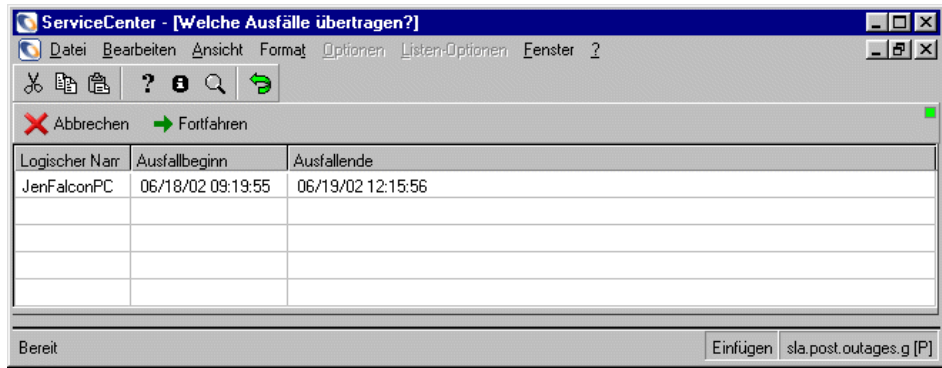 ServiceCenter - [Welche Ausfälle übertragen?]
Datei Bearbeiten Ansicht Format Optionen Listen-Optionen Fenster ?
Abbrechen Fortfahren
Logischer Narr Ausfallbeginn Ausfallende
JenFalconPC 06/18/02 09:19:55 06/19/02 12:15:56
Bereit Einfügen sla.post.outages.g [P]